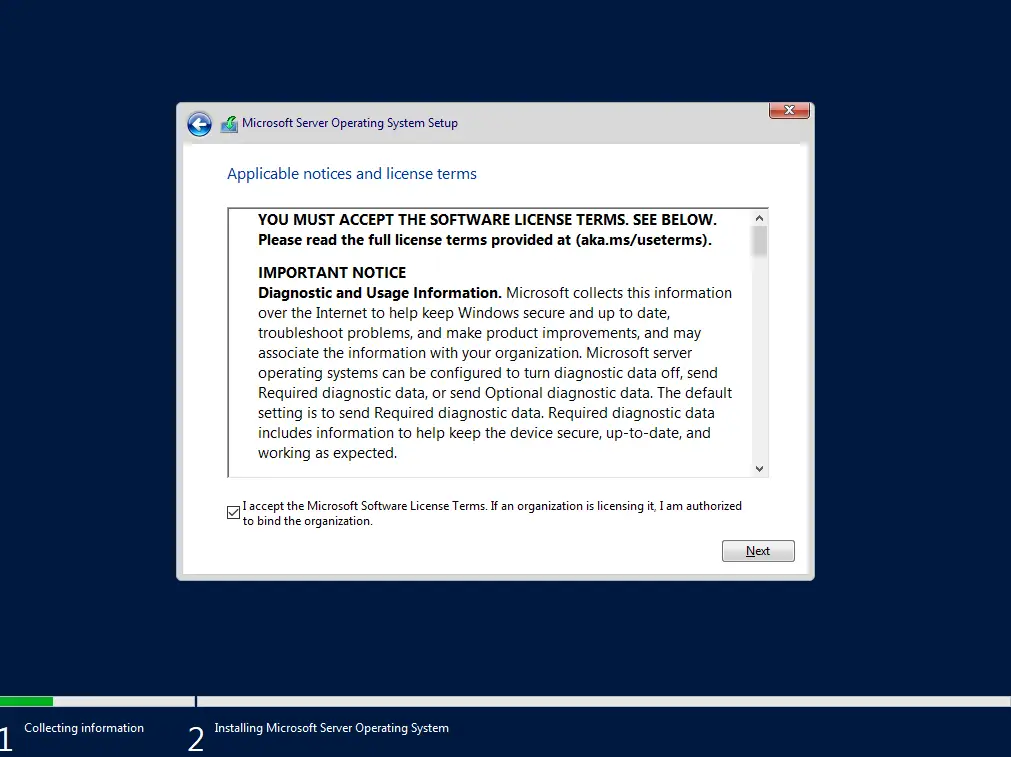 Microsoft Server Operating System Setup
Applicable notices and license terms
YOU MUST ACCEPT THE SOFTWARE LICENSE TERMS. SEE BELOW.
Please read the full license terms provided at (aka.ms/useterms).
IMPORTANT NOTICE
Diagnostic and Usage Information. Microsoft collects this information
over the Internet to help keep Windows secure and up to date,
troubleshoot problems, and make product improvements, and may
associate the information with your organization. Microsoft server
operating systems can be configured to turn diagnostic data off, send
Required diagnostic data, or send Optional diagnostic data. The default
setting is to send Required diagnostic data. Required diagnostic data
includes information to help keep the device secure, up-to-date, and
working as expected.
I accept the Microsoft Software License Terms. If an organization is licensing it, I am authorized
to bind the organization.
Next
1 Collecting information
2 Installing Microsoft Server Operating System